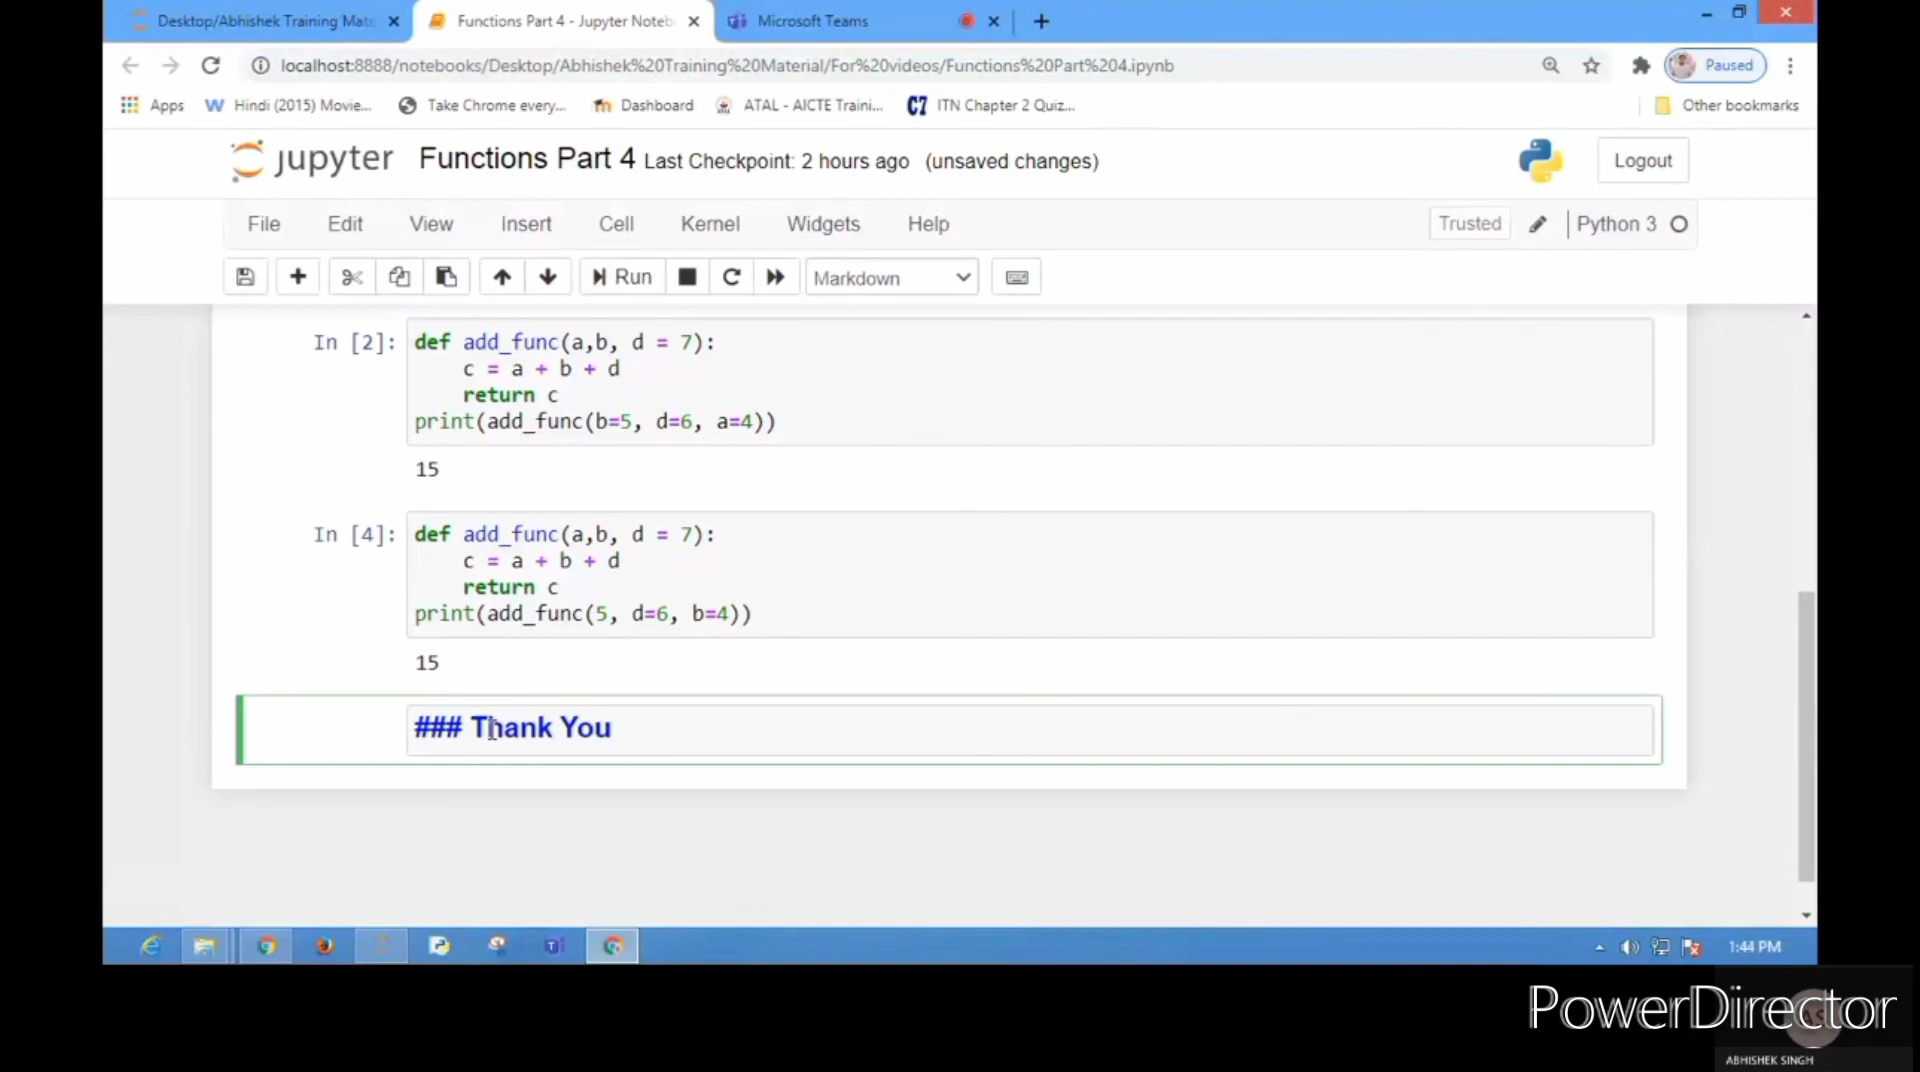 Desktop/Abhishek Training Mate
Functions Part 4 - Jupyter Noteb
Microsoft Teams
localhost:8888/notebooks/Desktop/Abhishek%20Training%20Material/For%20videos/Functions%20Part%204.ipynb
Paused
Apps
Hindi (2015) Movie...
Take Chrome every...
Dashboard
ATAL - AICTE Traini...
ITN Chapter 2 Quiz...
Other bookmarks
jupyter Functions Part 4 Last Checkpoint: 2 hours ago (unsaved changes)
Logout
File Edit View Insert Cell Kernel Widgets Help
Trusted
Python 3
Run
Markdown
In [2]: def add_func(a,b, d = 7):
c = a + b + d
return c
print(add_func(b=5, d=6, a=4))
15
In [4]: def add_func(a,b, d = 7):
c = a + b + d
return c
print(add_func(5, d=6, b=4))
15
### Thank You
1:44 PM
PowerDirector
ABHISHEK SINGH